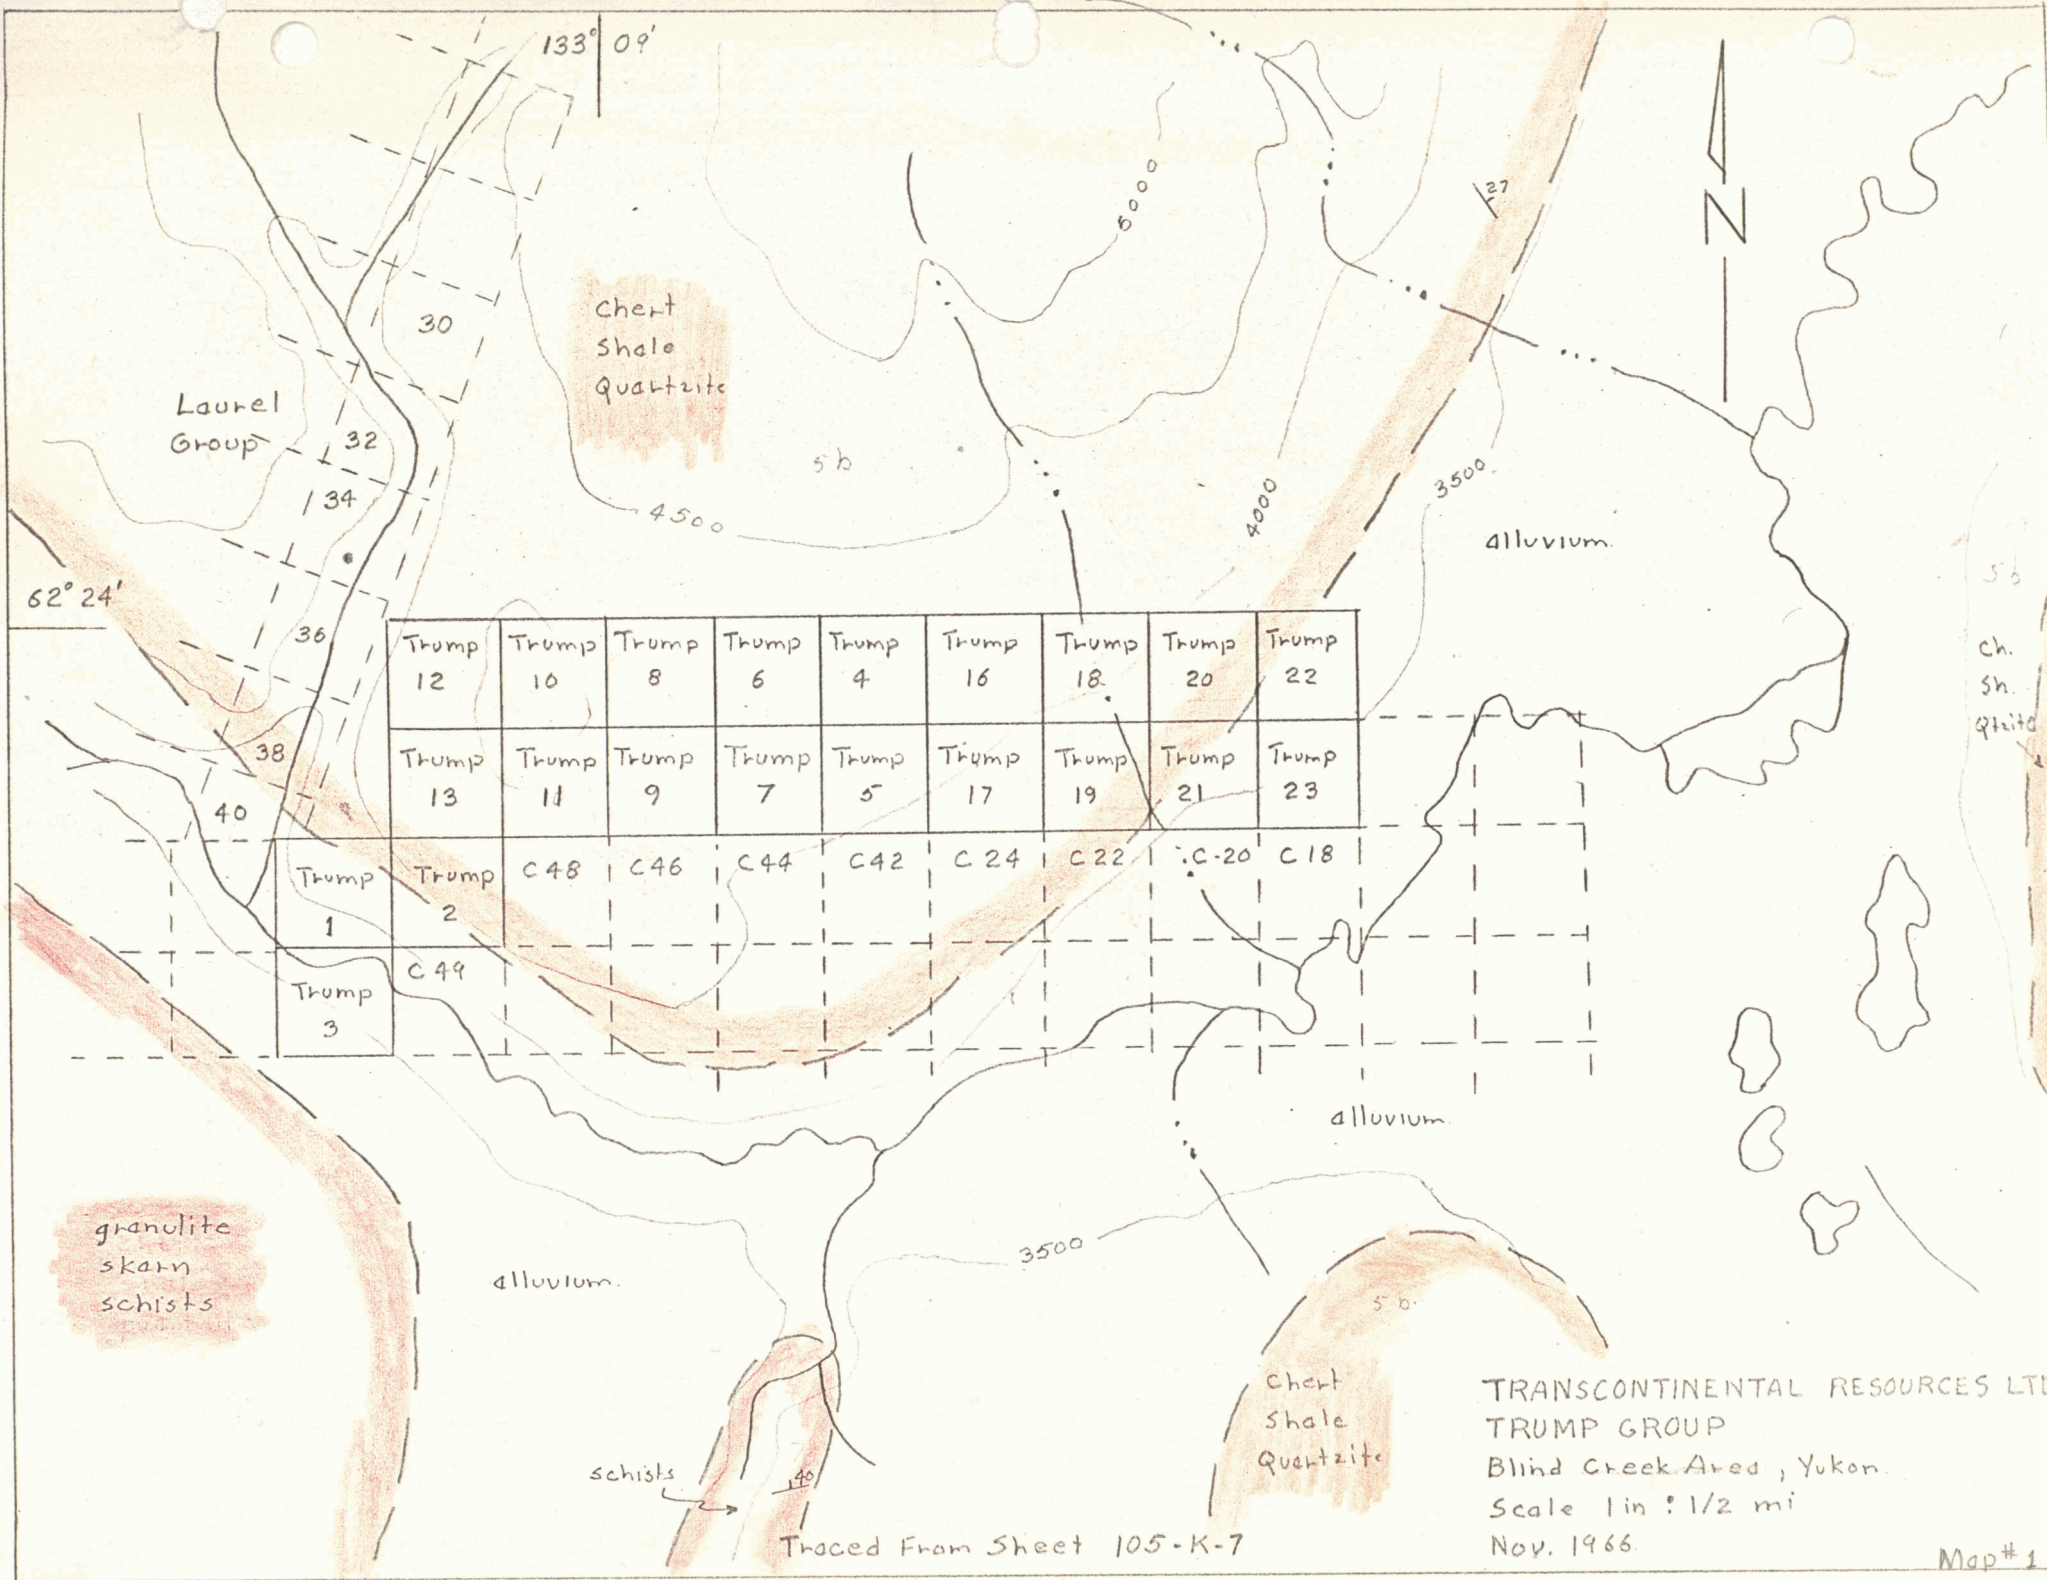 133° 09'
27
5000
30
Chert
Shale
Quartzite
Laurel
Group
32
34
5b
4500
4000
3500
alluvium.
62° 24'
36
5b
Ch.
Sh.
Qtzite
Trump 12
Trump 10
Trump 8
Trump 6
Trump 4
Trump 16
Trump 18
Trump 20
Trump 22
38
40
Trump 13
Trump 11
Trump 9
Trump 7
Trump 5
Trump 17
Trump 19
Trump 21
Trump 23
Trump 1
Trump 2
C 48
C 46
C 44
C 42
C 24
C 22
C-20
C 18
C 49
Trump 3
alluvium.
granulite
skarn
schists
alluvium.
3500
5b.
Chert
Shale
Quartzite
schists
40
Traced From Sheet 105-K-7
TRANSCONTINENTAL RESOURCES LTD
TRUMP GROUP
Blind Creek Area, Yukon.
Scale 1 in : 1/2 mi
Nov. 1966.
Map # 1
N